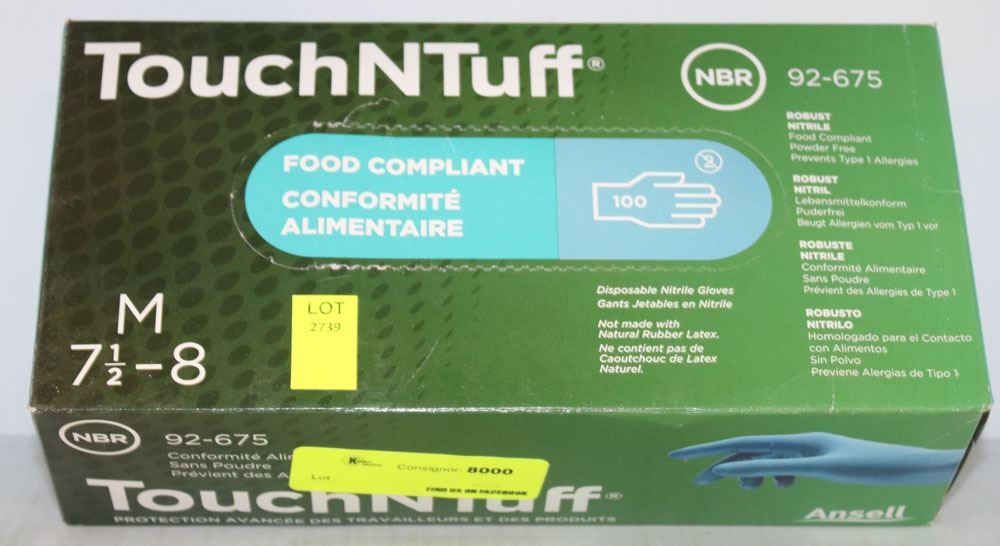 TouchNTuff®
NBR
92-675
FOOD COMPLIANT
CONFORMITÉ
ALIMENTAIRE
100
2
ROBUST
NITRILE
Food Compliant
Powder Free
Prevents Type 1 Allergies
ROBUST
NITRIL
Lebensmittelkonform
Puderfrei
Beugt Allergien vom Typ 1 vor
ROBUSTE
NITRILE
Conformité Alimentaire
Sans Poudre
Prévient des Allergies de Type 1
ROBUSTO
NITRILO
Homologado para el Contacto
con Alimentos
Sin Polvo
Previene Alergias de Tipo 1
Disposable Nitrile Gloves
Gants Jetables en Nitrile
Not made with
Natural Rubber Latex.
Ne contient pas de
Caoutchouc de Latex
Naturel.
M
7½-8
LOT
2739
NBR
92-675
Conformité Ali
Sans Poudre
Prévient des A
Consignor: 8000
Lot
FIND US ON FACEBOOK
TouchNTuff®
PROTECTION AVANCÉE DES TRAVAILLEURS ET DES PRODUITS
Ansell